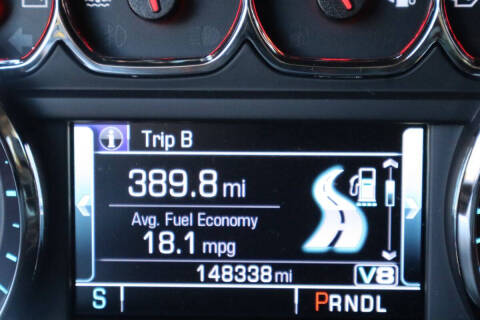 Trip B
389.8 mi
Avg. Fuel Economy
18.1 mpg
148338 mi
V8
S PRNDL